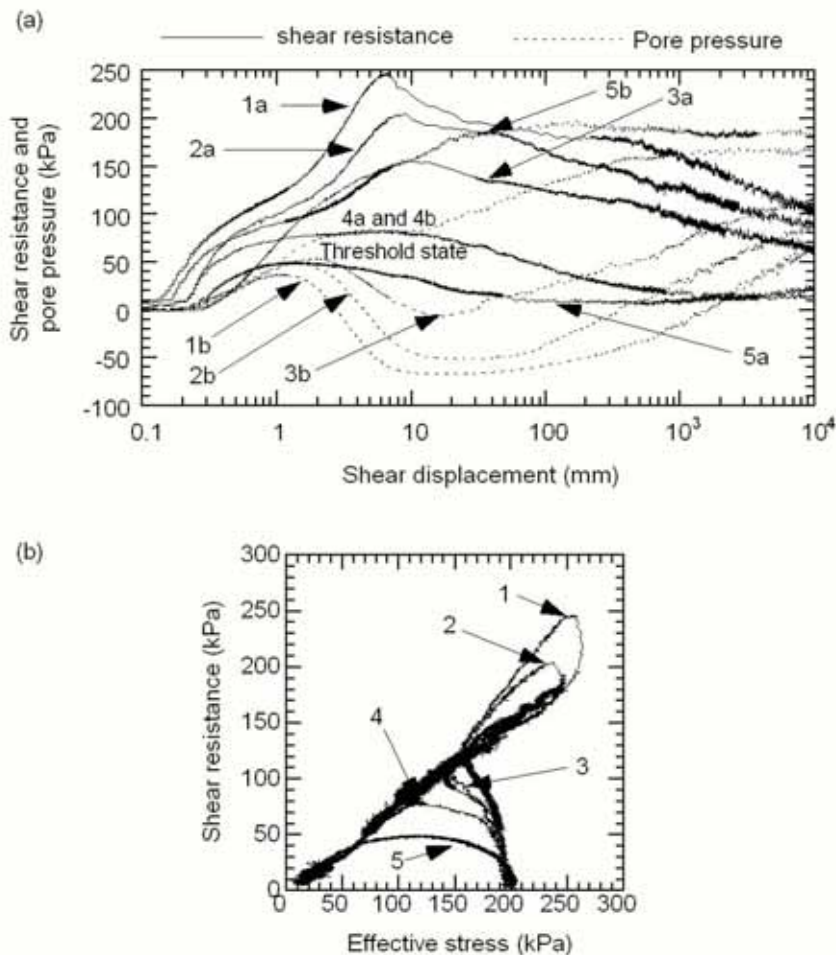 (a)
shear resistance Pore pressure
Shear resistance and
pore pressure (kPa)
250
200
150
100
50
0
-50
-100
1a
2a
5b
3a
4a and 4b
Threshold state
1b
2b
3b
5a
0.1 1 10 100 10³ 10⁴
Shear displacement (mm)
(b)
Shear resistance (kPa)
300
250
200
150
100
50
0
1
2
4
3
5
0 50 100 150 200 250 300
Effective stress (kPa)